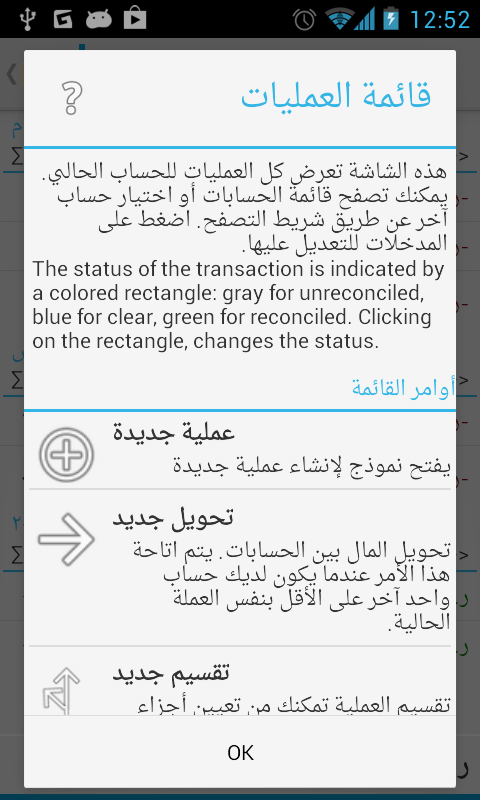 12:52
قائمة العمليات
هذه الشاشة تعرض كل العمليات للحساب الحالي.
يمكنك تصفح قائمة الحسابات أو اختيار حساب
آخر عن طريق شريط التصفح. اضغط على
المدخلات للتعديل عليها.
The status of the transaction is indicated by
a colored rectangle: gray for unreconciled,
blue for clear, green for reconciled. Clicking
on the rectangle, changes the status.
أوامر القائمة
عملية جديدة
يفتح نموذج لإنشاء عملية جديدة
تحويل جديد
تحويل المال بين الحسابات. يتم اتاحة
هذا الأمر عندما يكون لديك حساب
واحد آخر على الأقل بنفس العملة
الحالية.
تقسيم جديد
تقسيم العملية تمكنك من تعيين أجزاء
OK